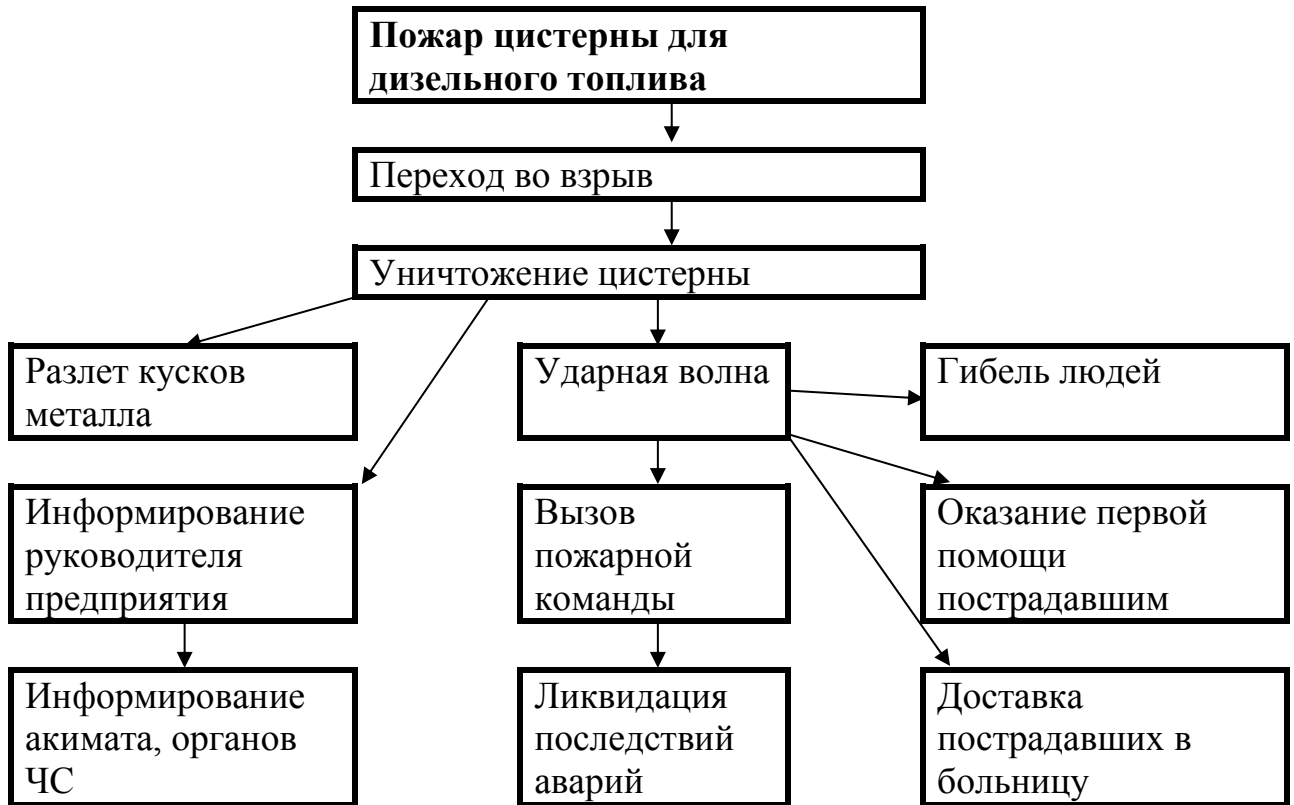 Пожар цистерны для
дизельного топлива
Переход во взрыв
Уничтожение цистерны
Разлет кусков
металла
Ударная волна
Гибель людей
Информирование
руководителя
предприятия
Вызов
пожарной
команды
Оказание первой
помощи
пострадавшим
Информирование
акимата, органов
ЧС
Ликвидация
последствий
аварий
Доставка
пострадавших в
больницу